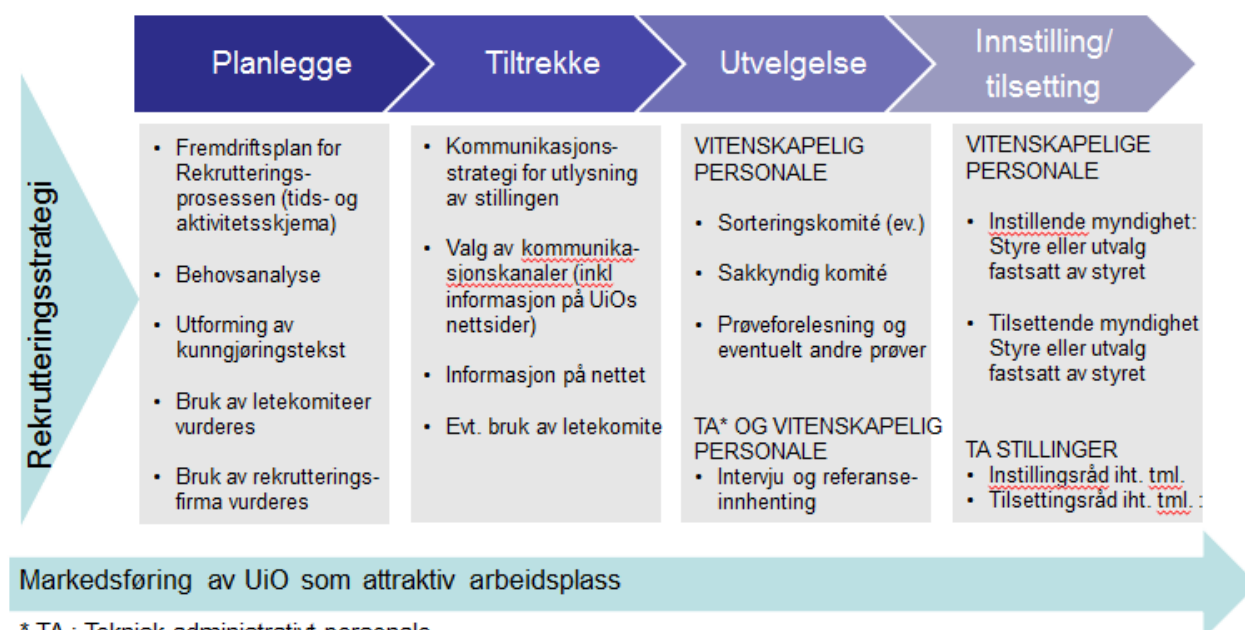 Planlegge
Tiltrekke
Utvelgelse
Innstilling/
tilsetting
Rekrutteringsstrategi
• Fremdriftsplan for
Rekrutterings-
prosessen (tids- og
aktivitetsskjema)
• Behovsanalyse
• Utforming av
kunngjøringstekst
• Bruk av letekomiteer
vurderes
• Bruk av rekrutterings-
firma vurderes
• Kommunikasjons-
strategi for utlysning
av stillingen
• Valg av kommunika-
sjonskanaler (inkl
informasjon på UiOs
nettsider)
• Informasjon på nettet
• Evt. bruk av letekomite
VITENSKAPELIG
PERSONALE
• Sorteringskomité (ev.)
• Sakkyndig komité
• Prøveforelesning og
eventuelt andre prøver
TA* OG VITENSKAPELIG
PERSONALE
• Intervju og referanse-
innhenting
VITENSKAPELIGE
PERSONALE
• Instillende myndighet:
Styre eller utvalg
fastsatt av styret
• Tilsettende myndighet
Styre eller utvalg
fastsatt av styret
TA STILLINGER
• Instillingsråd iht. tml.
• Tilsettingsråd iht. tml. :
Markedsføring av UiO som attraktiv arbeidsplass
* TA : Teknisk administrativt personale